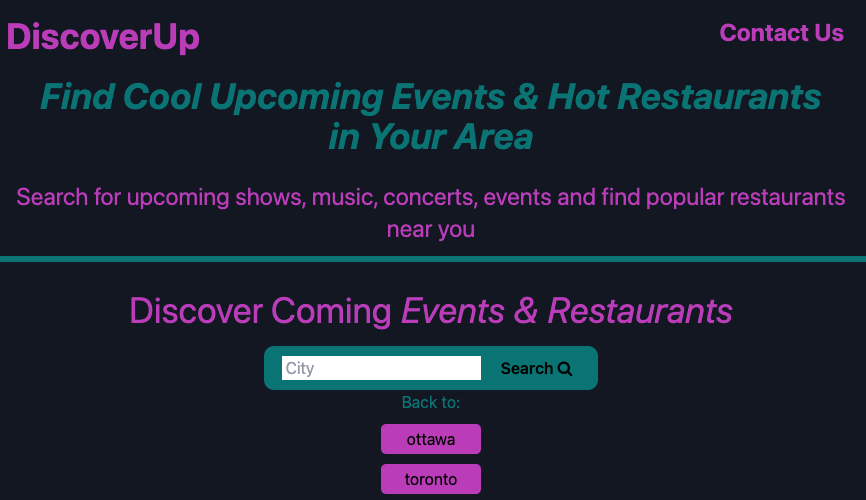 DiscoverUp
Contact Us
Find Cool Upcoming Events & Hot Restaurants
in Your Area
Search for upcoming shows, music, concerts, events and find popular restaurants
near you
Discover Coming Events & Restaurants
City
Search
Back to:
ottawa
toronto